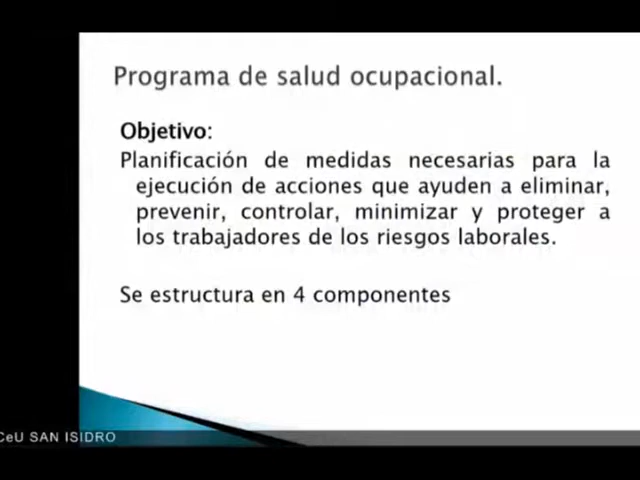 Programa de salud ocupacional.
Objetivo:
Planificación de medidas necesarias para la
ejecución de acciones que ayuden a eliminar,
prevenir, controlar, minimizar y proteger a
los trabajadores de los riesgos laborales.
Se estructura en 4 componentes
CeU SAN ISIDRO